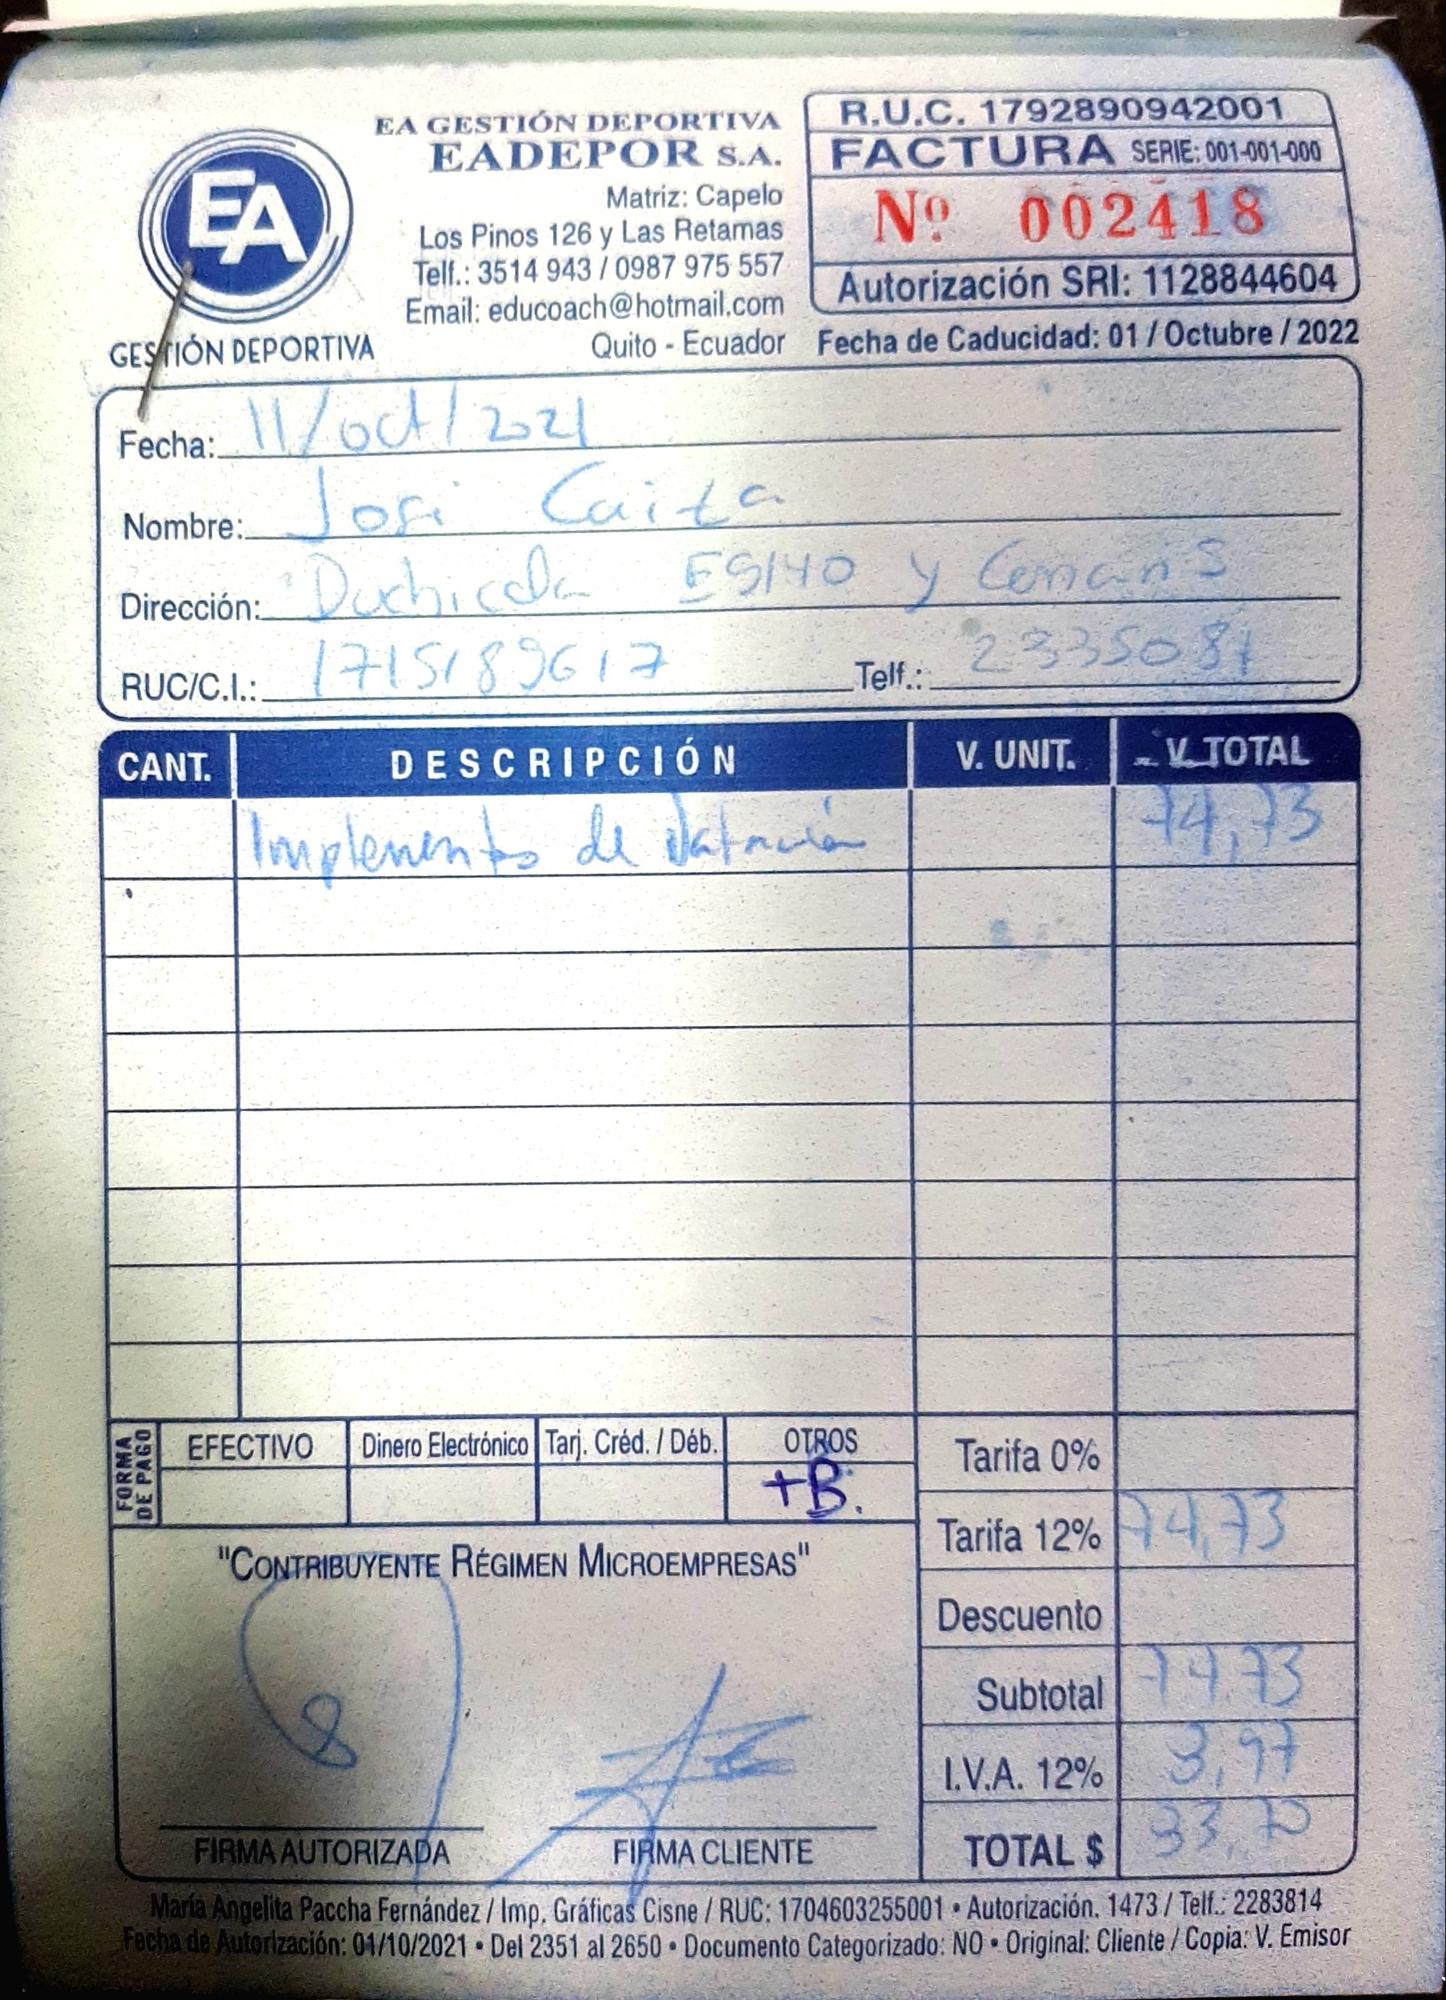 EA
GESTIÓN DEPORTIVA
EA GESTIÓN DEPORTIVA
EADEPOR S.A.
Matriz: Capelo
Los Pinos 126 y Las Retamas
Telf.: 3514 943 / 0987 975 557
Email: educoach@hotmail.com
Quito - Ecuador
R.U.C. 1792890942001
FACTURA SERIE: 001-001-000
Nº 002418
Autorización SRI: 1128844604
Fecha de Caducidad: 01 / Octubre / 2022
Fecha: 11/oct/2021
Nombre: José Caiza
Dirección: Duchicela y
RUC/C.I.: 1715189617 Telf.: 2335081
CANT. DESCRIPCIÓN V. UNIT. V. TOTAL
Implementos de Natación 74,73
FORMA DE PAGO
EFECTIVO Dinero Electrónico Tarj. Créd. / Déb. OTROS
+B.
Tarifa 0%
Tarifa 12% 74,73
Descuento
Subtotal 74,73
I.V.A. 12% 3,97
TOTAL $
"CONTRIBUYENTE RÉGIMEN MICROEMPRESAS"
FIRMA AUTORIZADA FIRMA CLIENTE
María Angelita Paccha Fernández / Imp. Gráficas Cisne / RUC: 1704603255001 • Autorización. 1473 / Telf.: 2283814
Fecha de Autorización: 01/10/2021 • Del 2351 al 2650 • Documento Categorizado: NO • Original: Cliente / Copia: V. Emisor